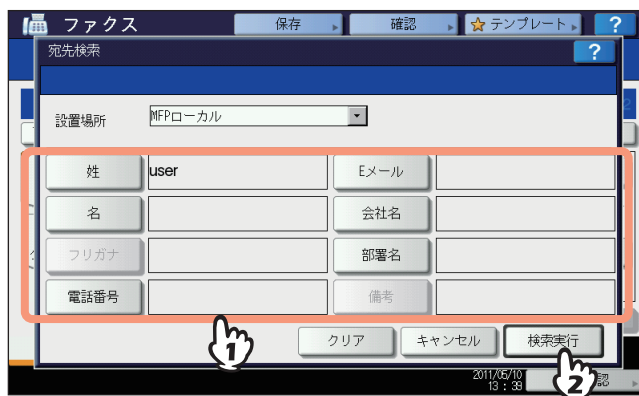 ファクス 保存 確認 テンプレート ?
宛先検索 ?
設置場所 MFPローカル
姓 user Eメール
名 会社名
フリガナ 部署名
電話番号 備考
1
クリア キャンセル 検索実行
2011/05/10
13 : 39 2 認